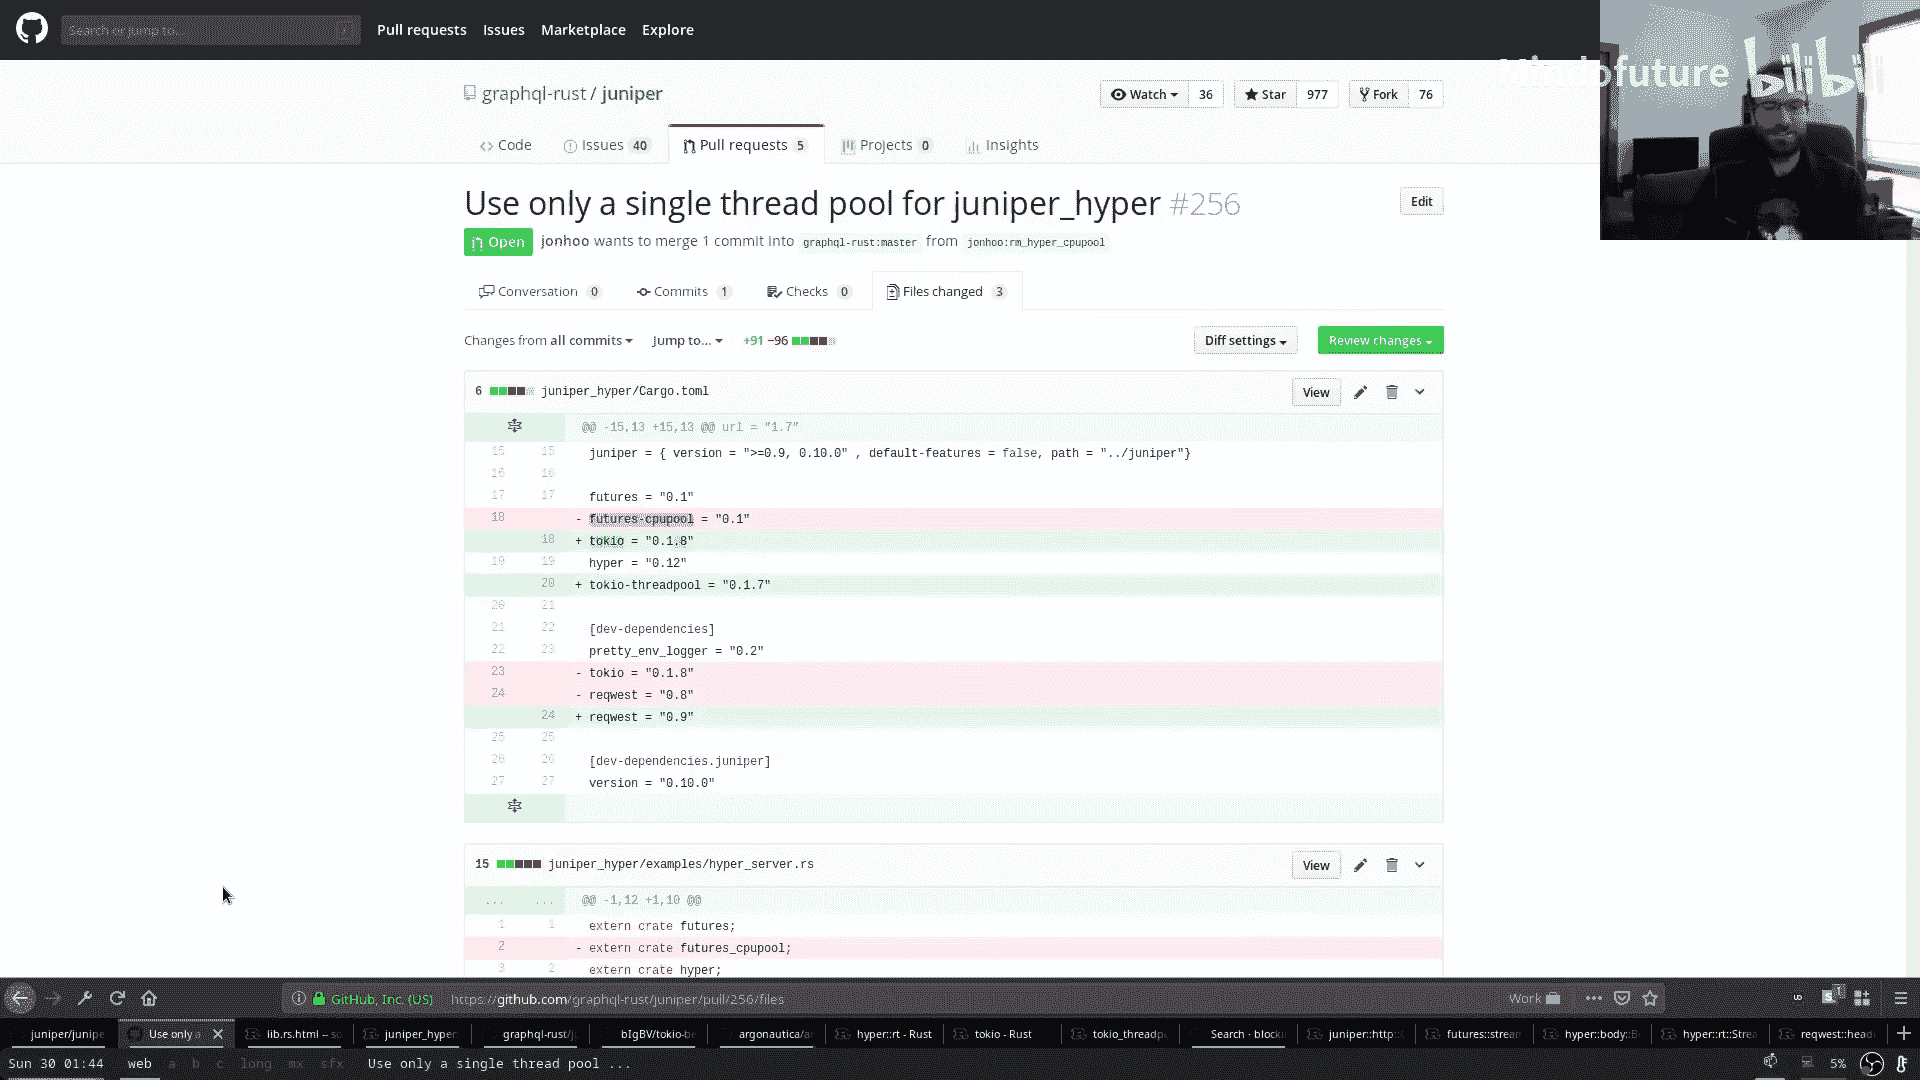 Search or jump to... /
Pull requests Issues Marketplace Explore
bilibili
graphql-rust / juniper
Watch 36 Star 977 Fork 76
Code Issues 40 Pull requests 5 Projects 0 Insights
Use only a single thread pool for juniper_hyper #256
Edit
Open jonhoo wants to merge 1 commit into graphql-rust:master from jonhoo:rm_hyper_cpupool
Conversation 0 Commits 1 Checks 0 Files changed 3
Changes from all commits Jump to... +91 −96 Diff settings Review changes
6 juniper_hyper/Cargo.toml View
@@ -15,13 +15,13 @@ url = "1.7"
15 15 juniper = { version = ">=0.9, 0.10.0" , default-features = false, path = "../juniper"}
16 16
17 17 futures = "0.1"
18 - futures-cpupool = "0.1"
18 + tokio = "0.1.8"
19 19 hyper = "0.12"
20 + tokio-threadpool = "0.1.7"
20 21
21 22 [dev-dependencies]
22 23 pretty_env_logger = "0.2"
23 - tokio = "0.1.8"
24 - reqwest = "0.8"
24 + reqwest = "0.9"
25 25
26 26 [dev-dependencies.juniper]
27 27 version = "0.10.0"
15 juniper_hyper/examples/hyper_server.rs View
... ... @@ -1,12 +1,10 @@
1 1 extern crate futures;
2 - extern crate futures_cpupool;
3 2 extern crate hyper;
GitHub, Inc. (US) https://github.com/graphql-rust/juniper/pull/256/files Work
juniper/junipe Use only a lib.rs.html -- so juniper_hyper: graphql-rust/j bIgBV/tokio-be argonautica/a hyper::rt - Rust tokio - Rust tokio_threadp Search · blocki juniper::http:: futures::stream hyper::body::B hyper::rt::Strea reqwest::head
Sun 30 01:44 web a b c long mx sfx Use only a single thread pool ... 5%